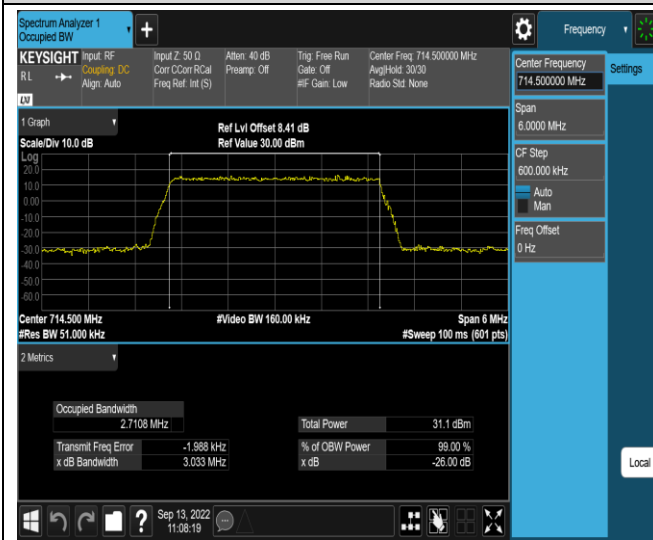 Spectrum Analyzer 1
Occupied BW
+
Frequency
KEYSIGHT Input: RF Input Z: 50 Ω Atten: 40 dB Trig: Free Run Center Freq: 714.500000 MHz
RL Coupling: DC Corr CCorr RCal Preamp: Off Gate: Off Avg|Hold: 30/30
Align: Auto Freq Ref: Int (S) #IF Gain: Low Radio Std: None
LXI
Center Frequency
714.500000 MHz
Settings
Span
6.0000 MHz
CF Step
600.000 kHz
Auto
Man
Freq Offset
0 Hz
1 Graph
Ref Lvl Offset 8.41 dB
Scale/Div 10.0 dB Ref Value 30.00 dBm
Log
20.0
10.0
0.00
-10.0
-20.0
-30.0
-40.0
-50.0
-60.0
Center 714.500 MHz #Video BW 160.00 kHz Span 6 MHz
#Res BW 51.000 kHz #Sweep 100 ms (601 pts)
2 Metrics
Occupied Bandwidth
2.7108 MHz Total Power 31.1 dBm
Transmit Freq Error -1.988 kHz % of OBW Power 99.00 %
x dB Bandwidth 3.033 MHz x dB -26.00 dB
Local
? Sep 13, 2022
11:08:19